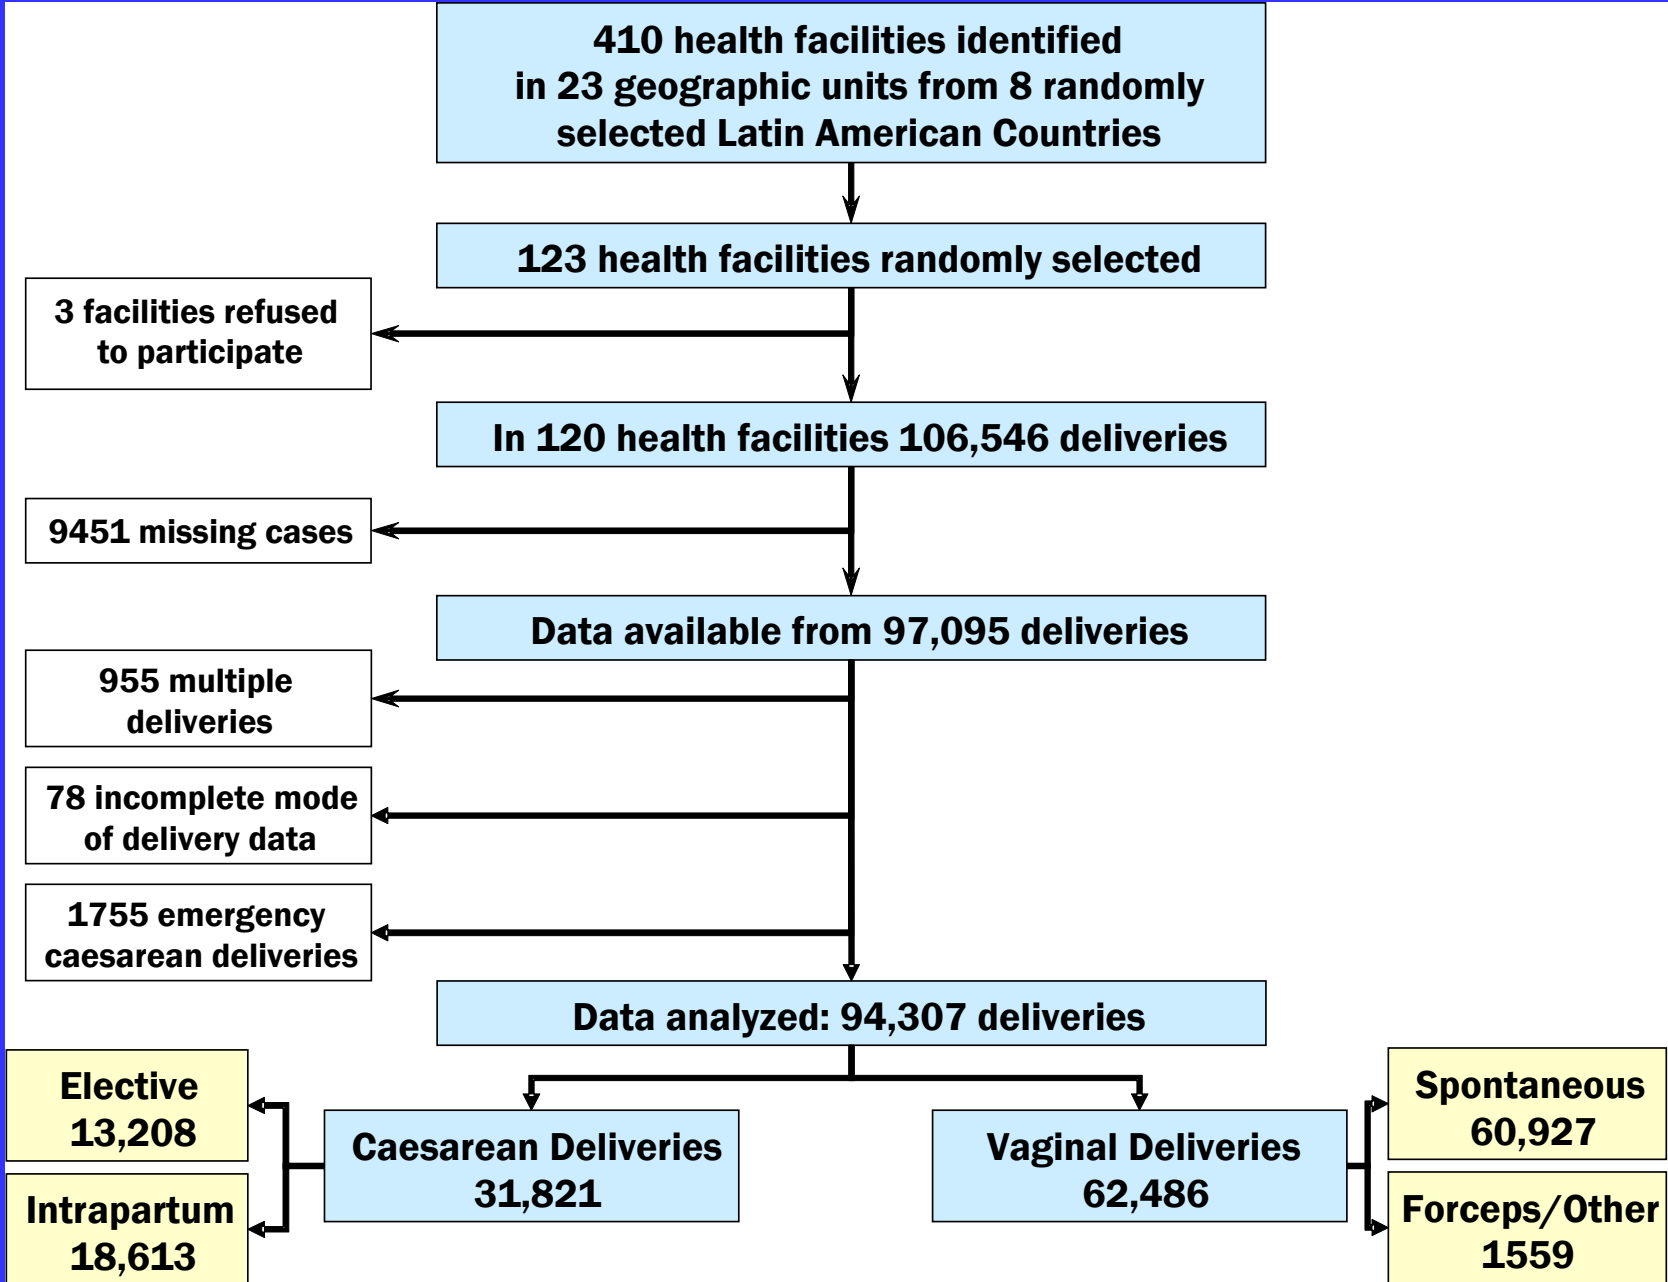 410 health facilities identified
in 23 geographic units from 8 randomly
selected Latin American Countries
123 health facilities randomly selected
3 facilities refused
to participate
In 120 health facilities 106,546 deliveries
9451 missing cases
Data available from 97,095 deliveries
955 multiple
deliveries
78 incomplete mode
of delivery data
1755 emergency
caesarean deliveries
Data analyzed: 94,307 deliveries
Elective
13,208
Intrapartum
18,613
Caesarean Deliveries
31,821
Vaginal Deliveries
62,486
Spontaneous
60,927
Forceps/Other
1559